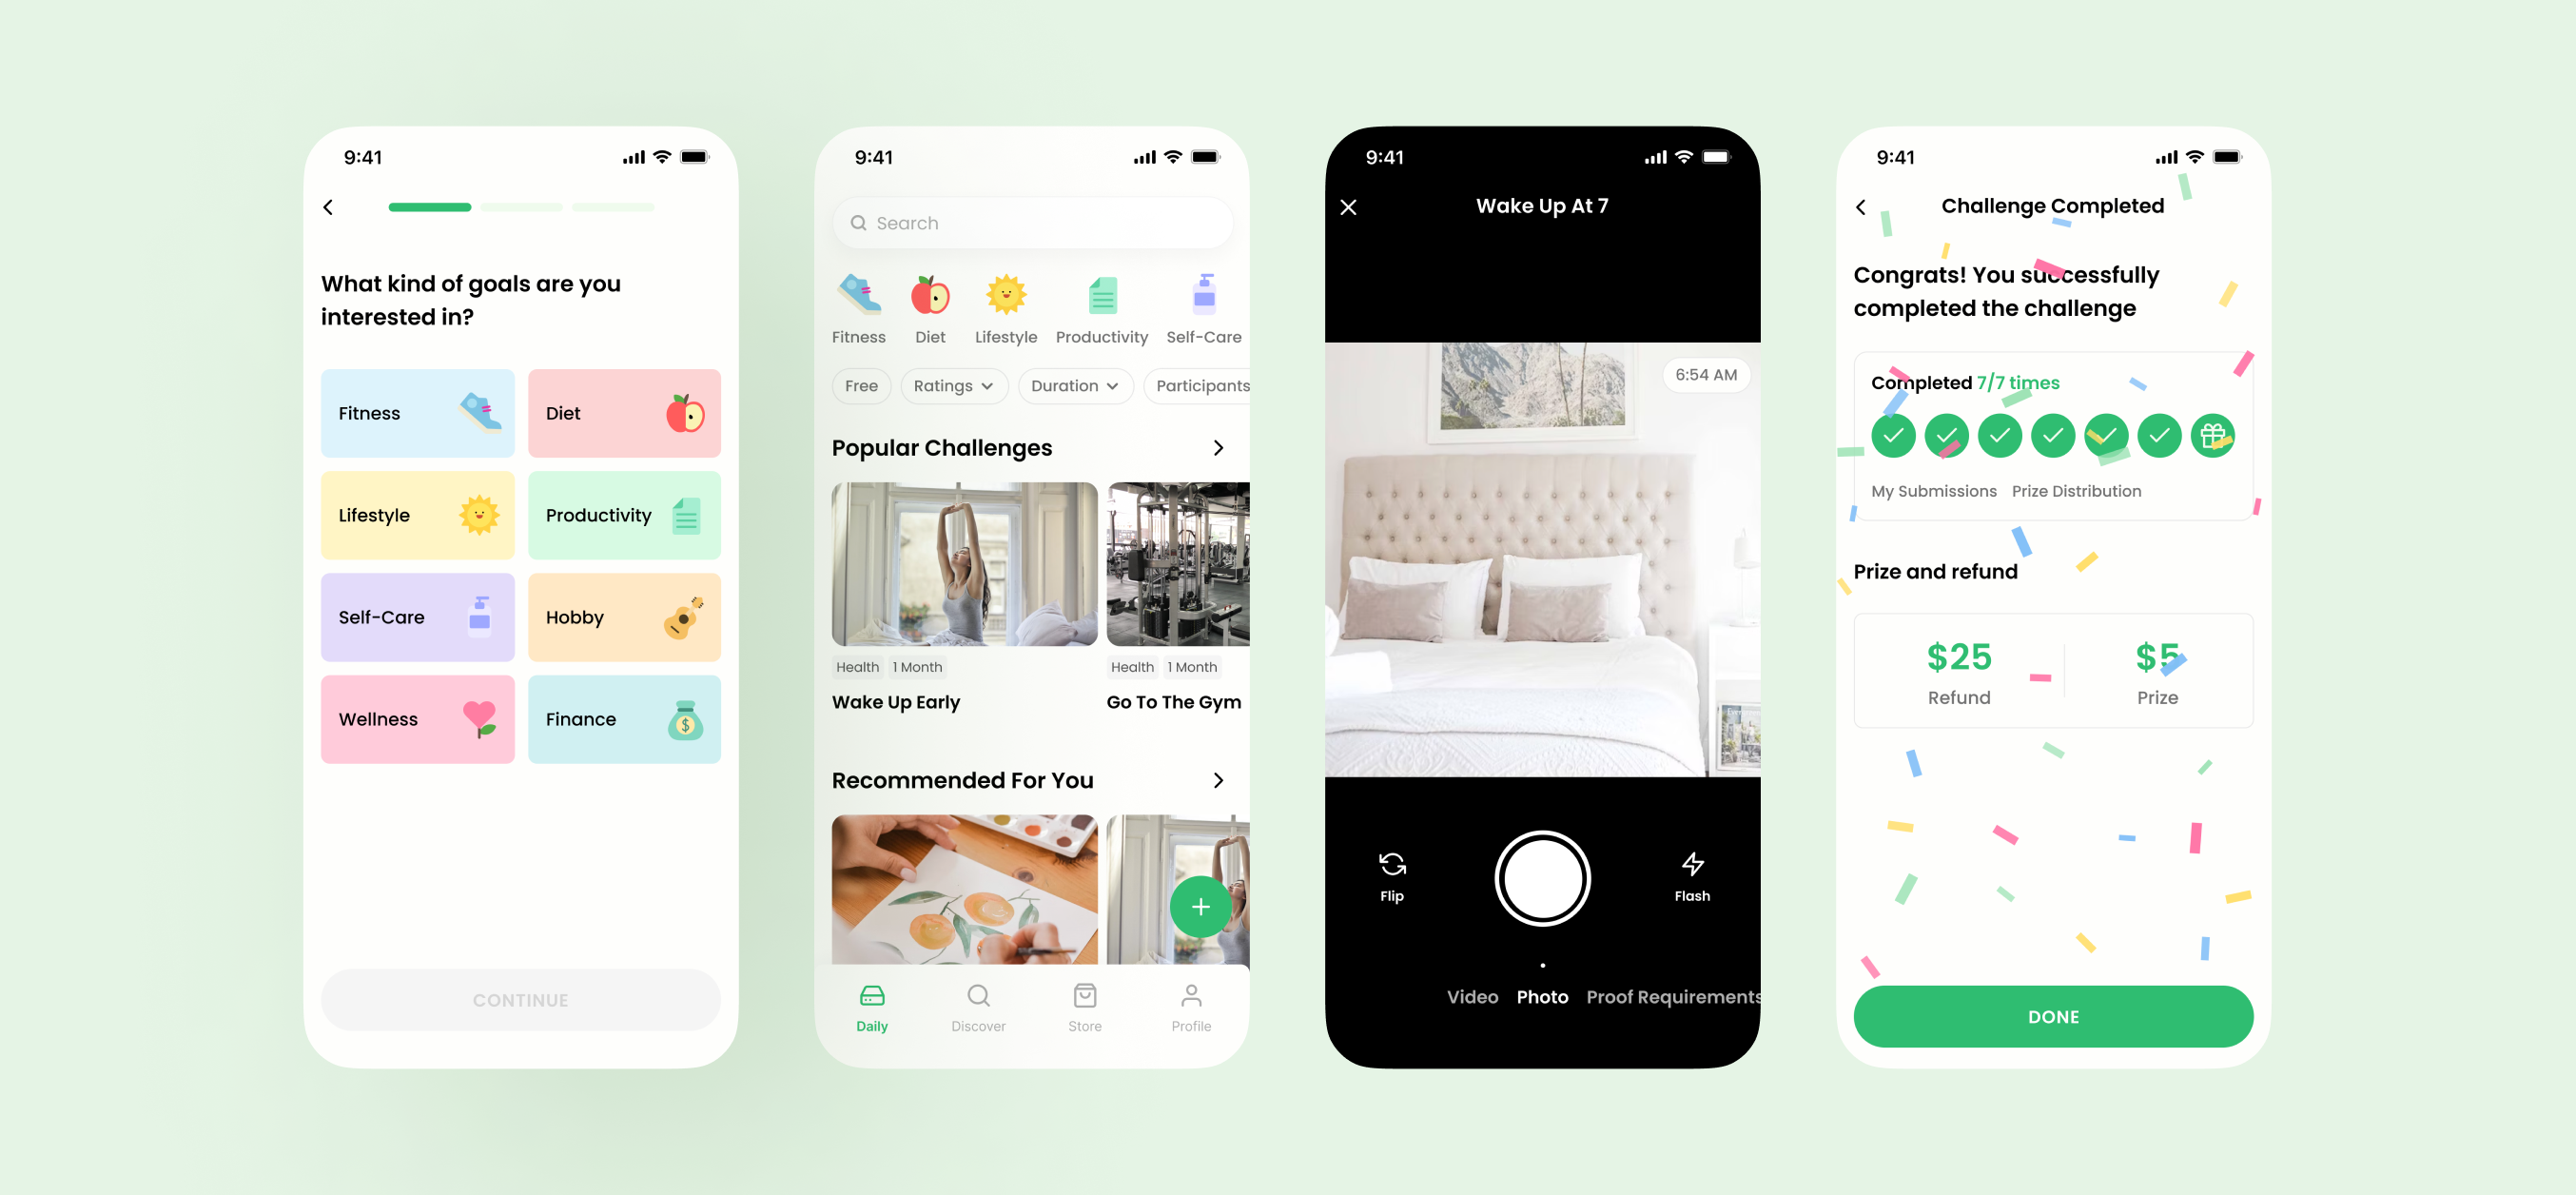 9:41
What kind of goals are you
interested in?
Fitness
Diet
Lifestyle
Productivity
Self-Care
Hobby
Wellness
Finance
CONTINUE
9:41
Search
Fitness
Diet
Lifestyle
Productivity
Self-Care
Free
Ratings
Duration
Participants
Popular Challenges
Health
1 Month
Health
1 Month
Wake Up Early
Go To The Gym
Recommended For You
Daily
Discover
Store
Profile
9:41
Wake Up At 7
6:54 AM
Flip
Flash
Video
Photo
Proof Requirements
9:41
Challenge Completed
Congrats! You successfully
completed the challenge
Completed 7/7 times
My Submissions
Prize Distribution
Prize and refund
$25
Refund
$5
Prize
DONE